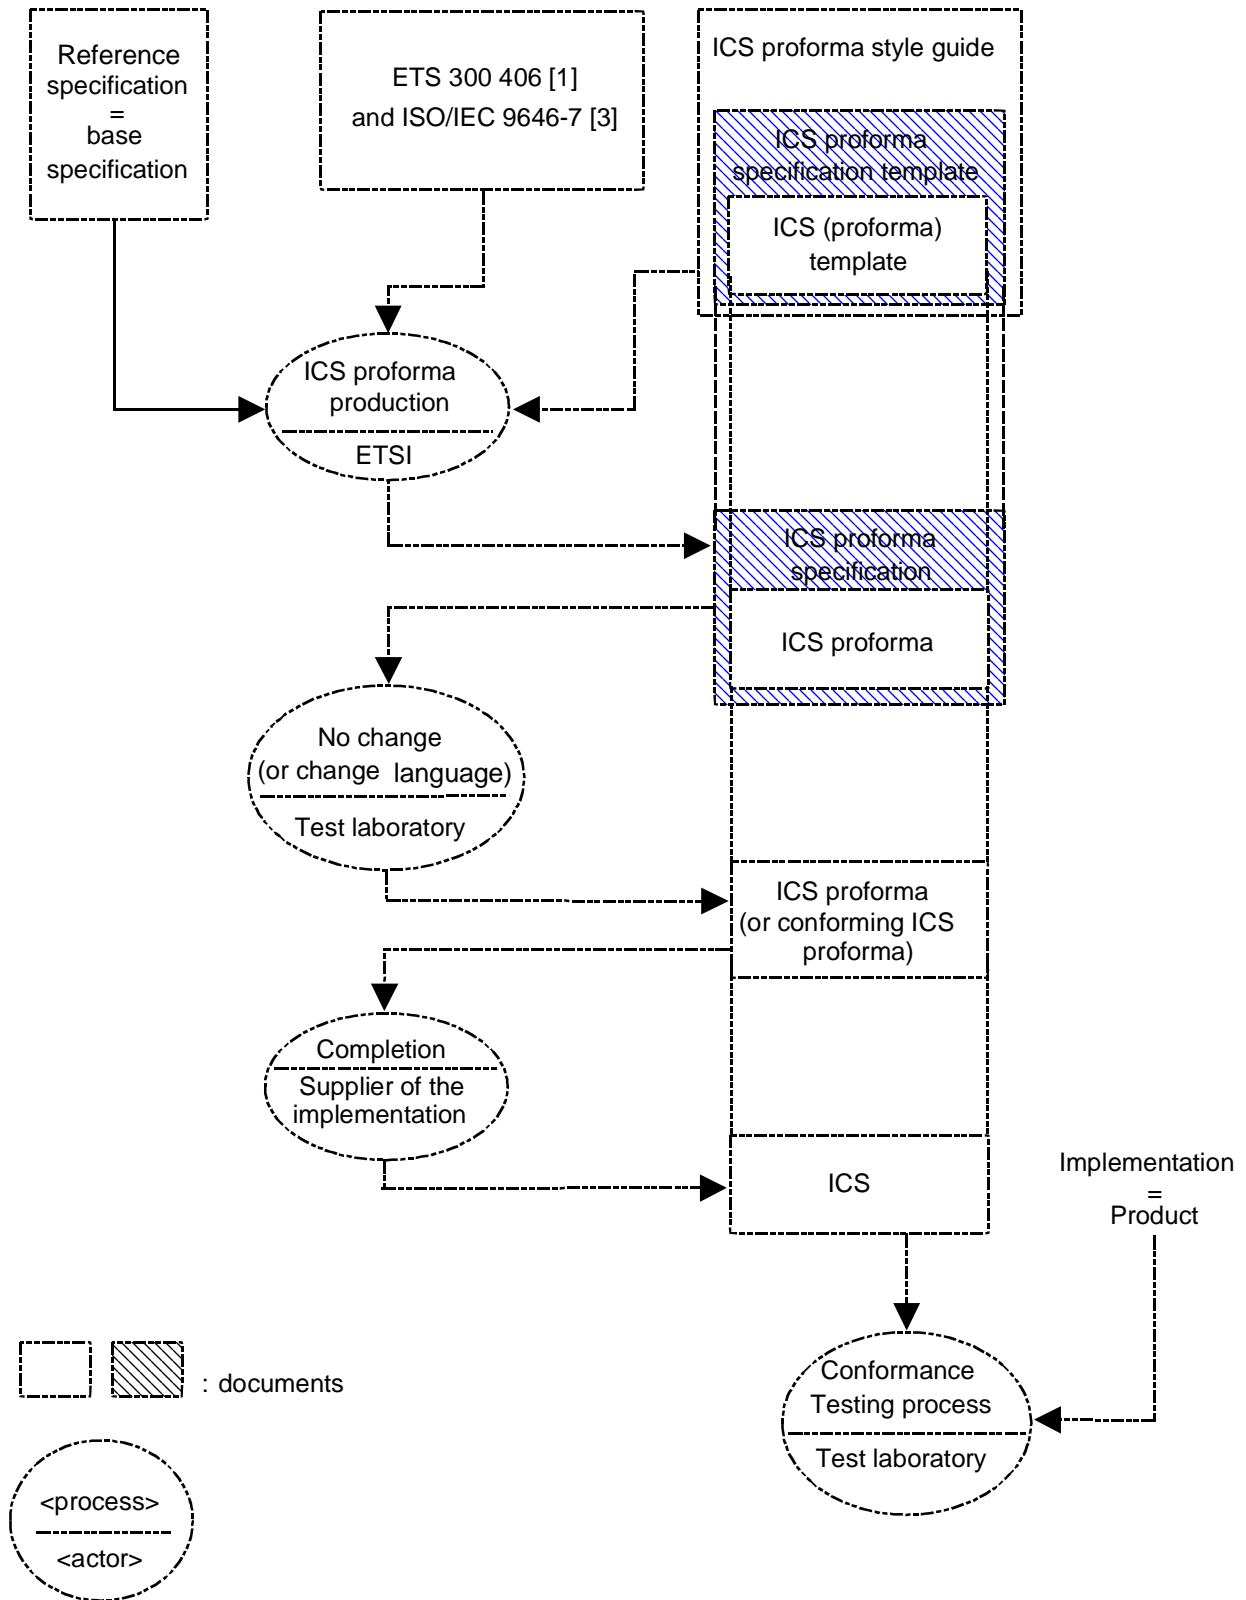 Reference
specification
=
base
specification
ETS 300 406 [1]
and ISO/IEC 9646-7 [3]
ICS proforma style guide
ICS proforma
specification template
ICS (proforma)
template
ICS proforma
production
ETSI
ICS proforma
specification
ICS proforma
No change
(or change language)
Test laboratory
ICS proforma
(or conforming ICS
proforma)
Completion
Supplier of the
implementation
ICS
Implementation
=
Product
Conformance
Testing process
Test laboratory
: documents
<process>
<actor>